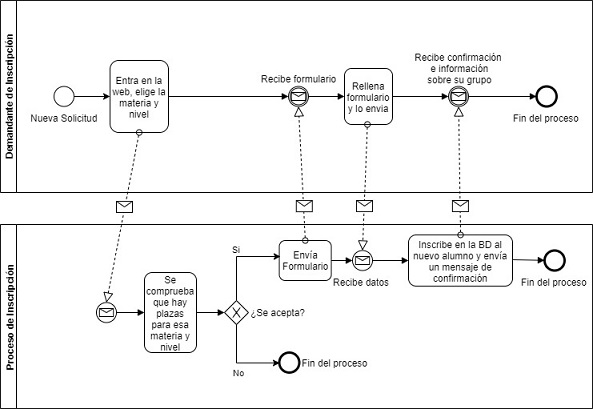 Demandante de Inscripción
Nueva Solicitud
Entra en la
web, elige la
materia y
nivel
Recibe formulario
Rellena
formulario
y lo envía
Recibe confirmación
e información
sobre su grupo
Fin del proceso
Proceso de Inscripción
Se
comprueba
que hay
plazas
para esa
materia y
nivel
¿Se acepta?
Si
No
Envía
Formulario
Recibe datos
Inscribe en la BD al
nuevo alumno y envía
un mensaje de
confirmación
Fin del proceso
Fin del proceso